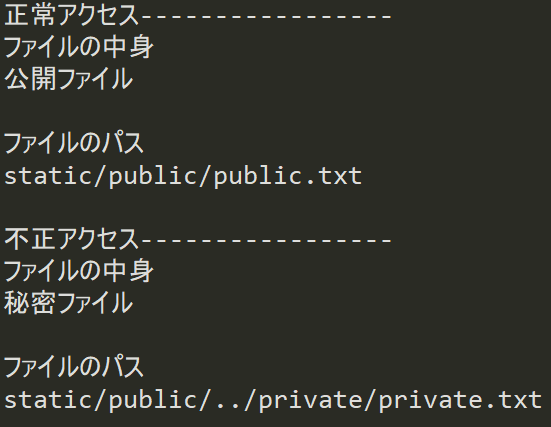 正常アクセス-----------------
ファイルの中身
公開ファイル
ファイルのパス
static/public/public.txt
不正アクセス-----------------
ファイルの中身
秘密ファイル
ファイルのパス
static/public/../private/private.txt